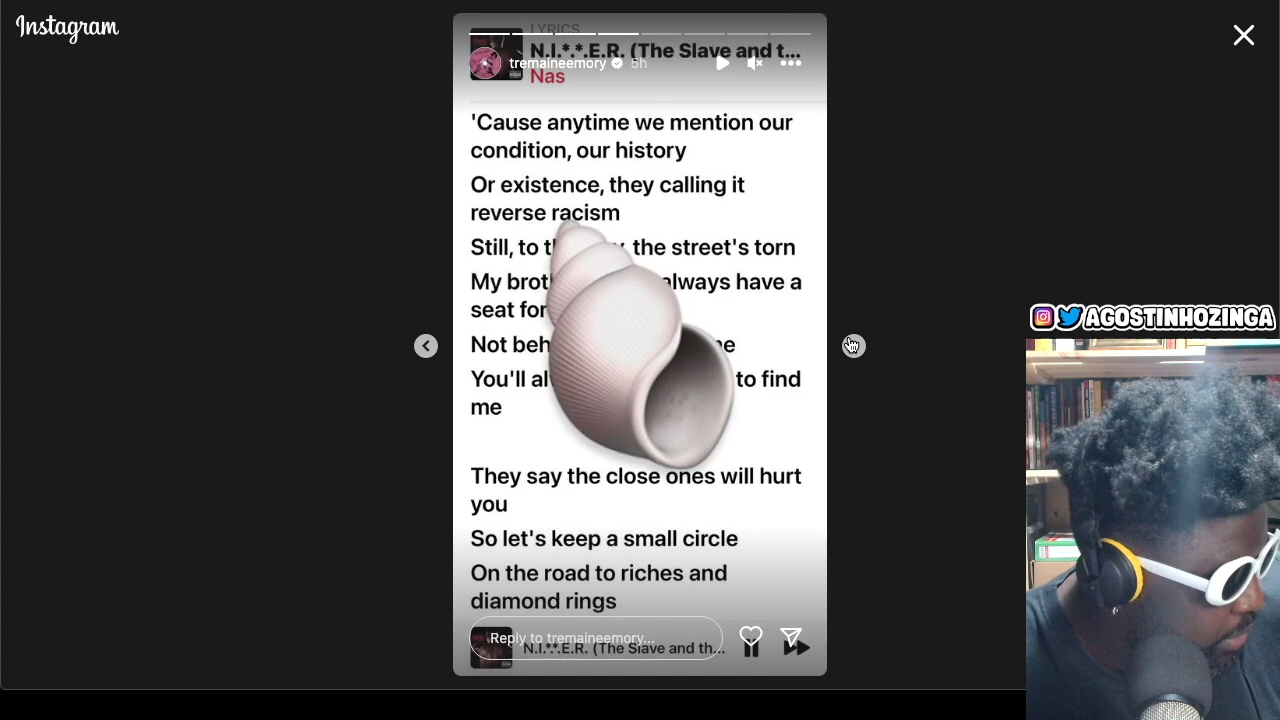 Instagram
LYRICS
N.I.*.*.E.R. (The Slave and t...
tremaineemory 5h
Nas
'Cause anytime we mention our
condition, our history
Or existence, they calling it
reverse racism
Still, to the street's torn
My always have a
seat for
Not
You'll to find
me
They say the close ones will hurt
you
So let's keep a small circle
On the road to riches and
diamond rings
Reply to tremaineemory...
N.I.*.*.E.R. (The Slave and th...
AGOSTINHOZINGA